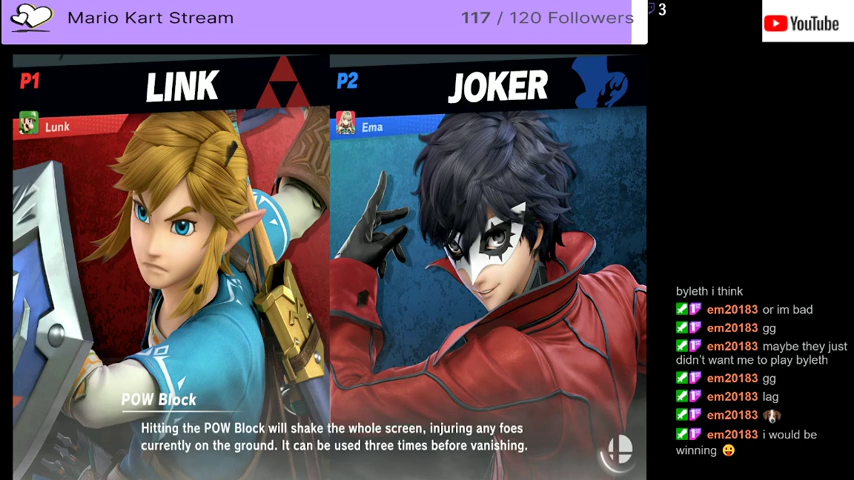 Mario Kart Stream
117 / 120 Followers
3
YouTube
P1
LINK
Lunk
P2
JOKER
Ema
POW Block
Hitting the POW Block will shake the whole screen, injuring any foes
currently on the ground. It can be used three times before vanishing.
byleth i think
em20183 or im bad
em20183 gg
em20183 maybe they just
didn't want me to play byleth
em20183 gg
em20183 lag
em20183
em20183 i would be
winning 😛